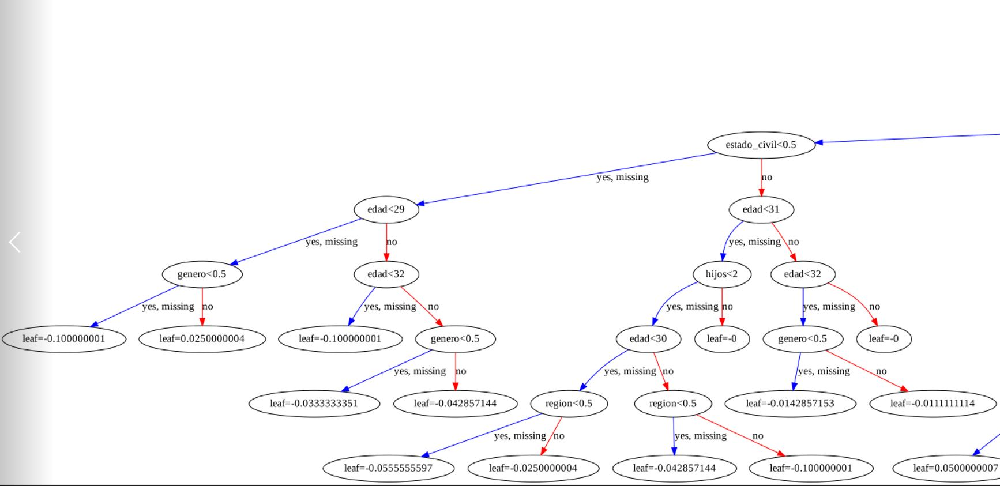 estado_civil<0.5
yes, missing
no
edad<29
edad<31
yes, missing
no
yes, missing
no
genero<0.5
edad<32
hijos<2
edad<32
yes, missing
no
yes, missing
no
yes, missing
no
yes, missing
no
leaf=-0.100000001
leaf=0.0250000004
leaf=-0.100000001
genero<0.5
edad<30
leaf=-0
genero<0.5
leaf=-0
yes, missing
no
yes, missing
no
yes, missing
no
leaf=-0.0333333351
leaf=-0.042857144
region<0.5
region<0.5
leaf=-0.0142857153
leaf=-0.0111111114
yes, missing
no
yes, missing
no
leaf=-0.0555555597
leaf=-0.0250000004
leaf=-0.042857144
leaf=-0.100000001
leaf=0.0500000007